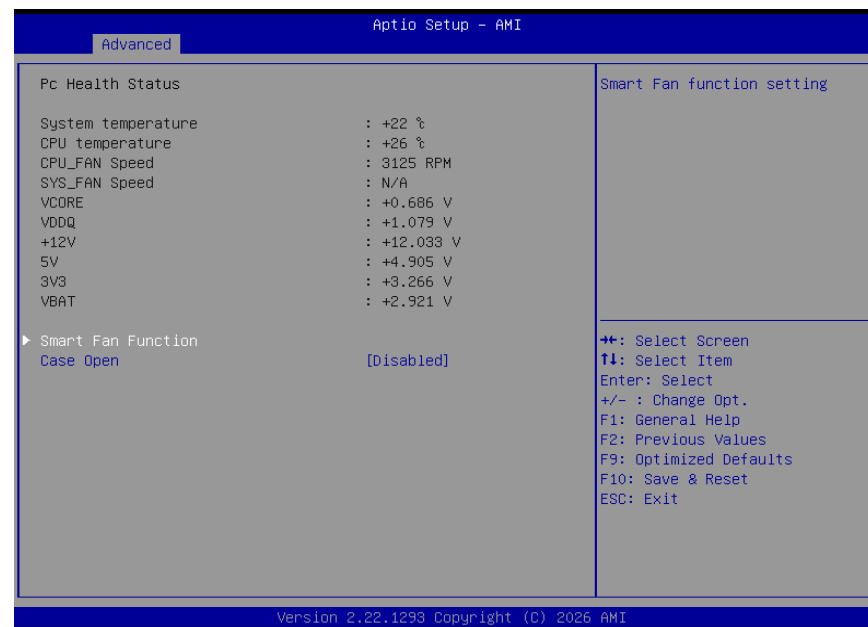 Aptio Setup – AMI
Advanced
Pc Health Status
System temperature : +22 ℃
CPU temperature : +26 ℃
CPU_FAN Speed : 3125 RPM
SYS_FAN Speed : N/A
VCORE : +0.686 V
VDDQ : +1.079 V
+12V : +12.033 V
5V : +4.905 V
3V3 : +3.266 V
VBAT : +2.921 V
Smart Fan Function
Case Open [Disabled]
Smart Fan function setting
→←: Select Screen
↑↓: Select Item
Enter: Select
+/- : Change Opt.
F1: General Help
F2: Previous Values
F9: Optimized Defaults
F10: Save & Reset
ESC: Exit
Version 2.22.1293 Copyright (C) 2026 AMI